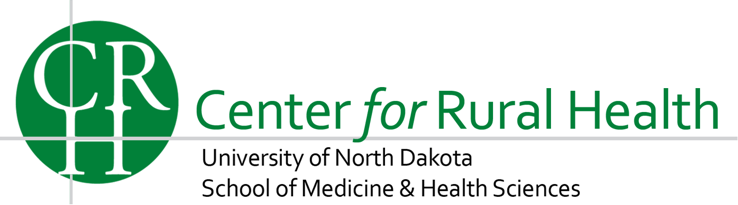 CR
H
Center for Rural Health
University of North Dakota
School of Medicine & Health Sciences